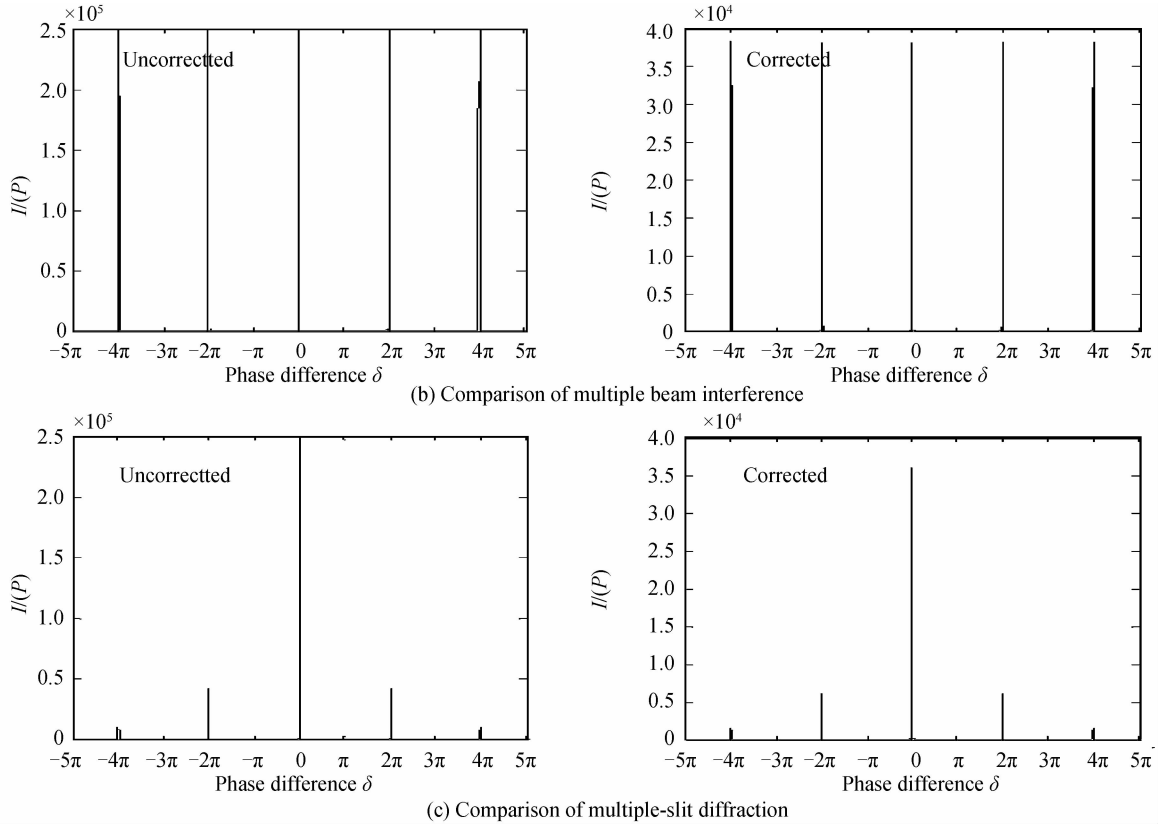 ×10⁵
2.5
2.0
1.5
1.0
0.5
0
Uncorrectted
I/(P)
−5π −4π −3π −2π −π 0 π 2π 3π 4π 5π
Phase difference δ
×10⁴
4.0
3.5
3.0
2.5
2.0
1.5
1.0
0.5
0
Corrected
I/(P)
−5π −4π −3π −2π −π 0 π 2π 3π 4π 5π
Phase difference δ
(b) Comparison of multiple beam interference
×10⁵
2.5
2.0
1.5
1.0
0.5
0
Uncorrectted
I/(P)
−5π −4π −3π −2π −π 0 π 2π 3π 4π 5π
Phase difference δ
×10⁴
4.0
3.5
3.0
2.5
2.0
1.5
1.0
0.5
0
Corrected
I/(P)
−5π −4π −3π −2π −π 0 π 2π 3π 4π 5π
Phase difference δ
(c) Comparison of multiple-slit diffraction